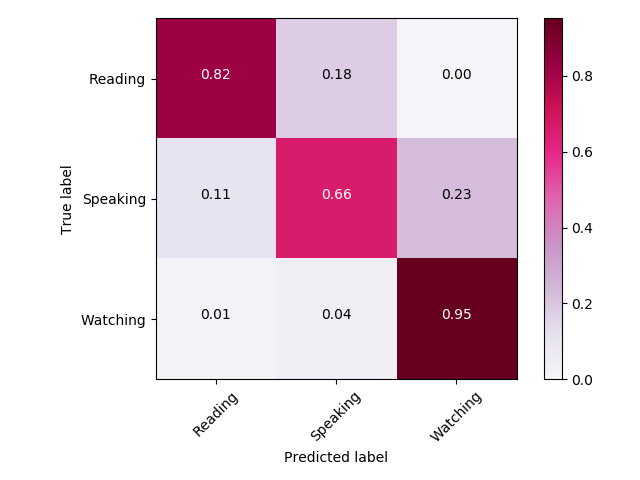 Reading 0.82 0.18 0.00
Speaking 0.11 0.66 0.23
Watching 0.01 0.04 0.95
Reading Speaking Watching
True label
Predicted label
0.8
0.6
0.4
0.2
0.0